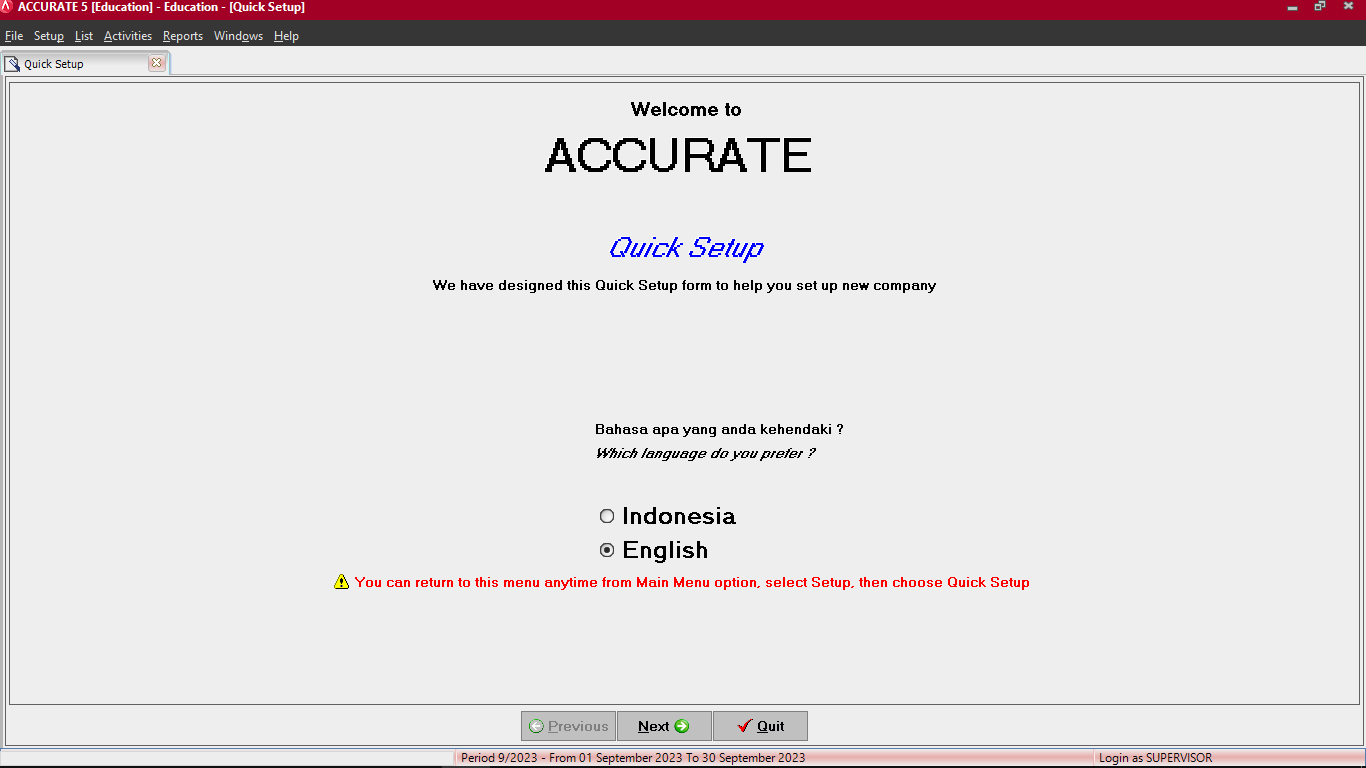 ACCURATE 5 [Education] - Education - [Quick Setup]
File Setup List Activities Reports Windows Help
Quick Setup
Welcome to
ACCURATE
Quick Setup
We have designed this Quick Setup form to help you set up new company
Bahasa apa yang anda kehendaki ?
Which language do you prefer ?
Indonesia
English
You can return to this menu anytime from Main Menu option, select Setup, then choose Quick Setup
Previous Next Quit
Period 9/2023 - From 01 September 2023 To 30 September 2023 Login as SUPERVISOR